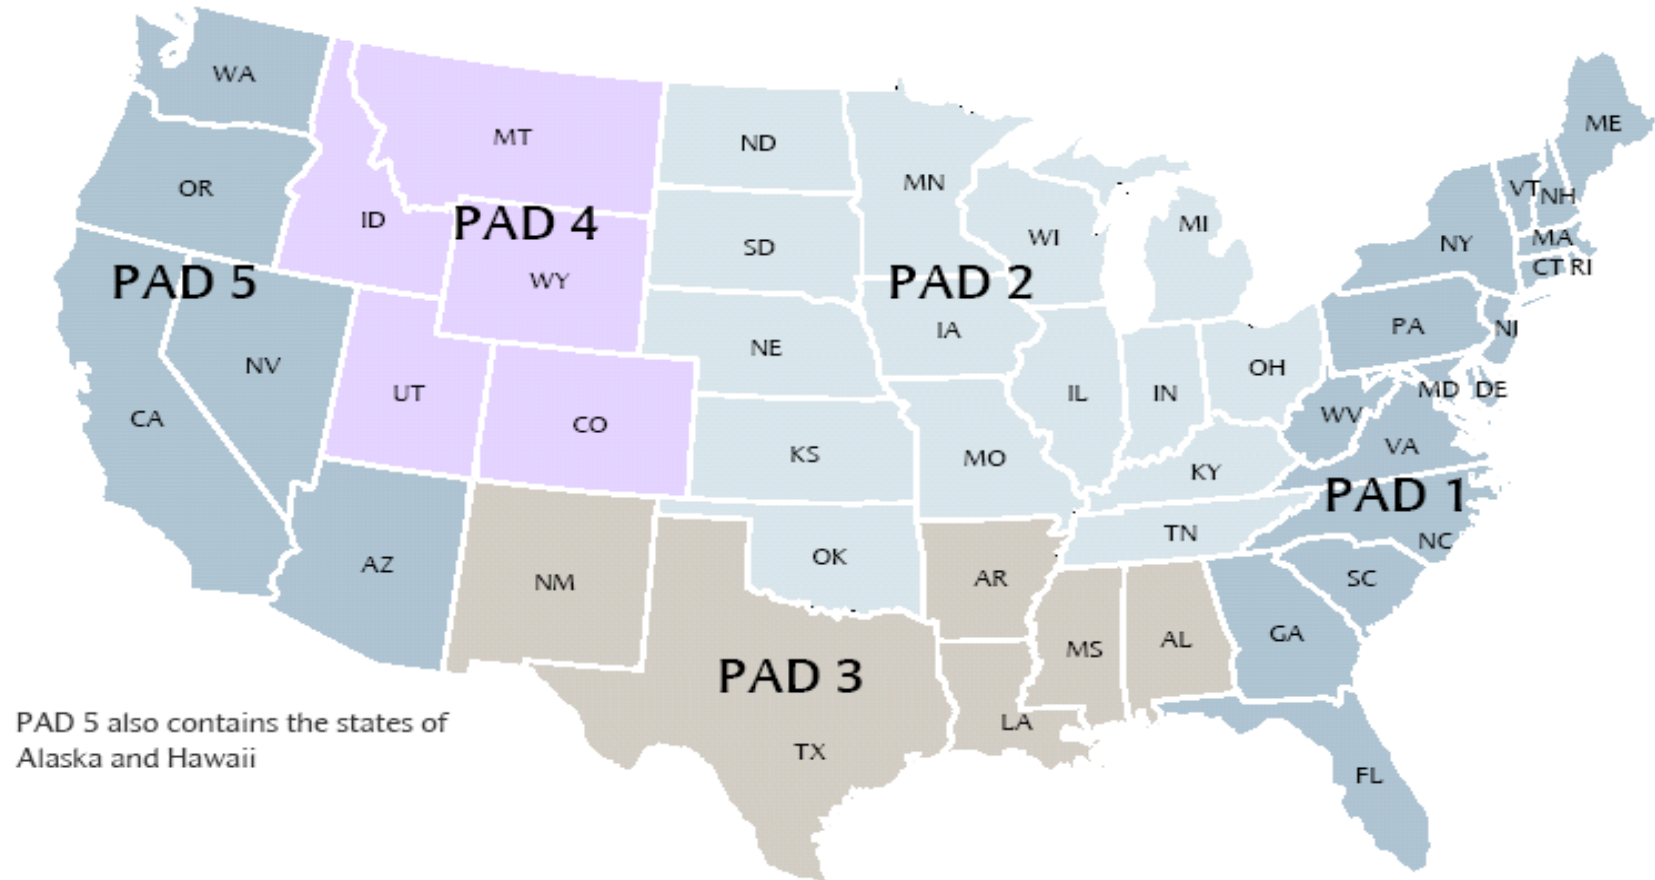 WA
ME
MT
ND
VT
NH
MN
OR
ID
PAD 4
MI
WI
MA
NY
SD
CT
RI
PAD 5
WY
PAD 2
IA
PA
NJ
NE
NV
OH
UT
IL
IN
MD
DE
CA
CO
WV
VA
KS
MO
KY
PAD 1
TN
NC
OK
AZ
NM
AR
SC
GA
MS
AL
PAD 3
LA
TX
FL
PAD 5 also contains the states of
Alaska and Hawaii